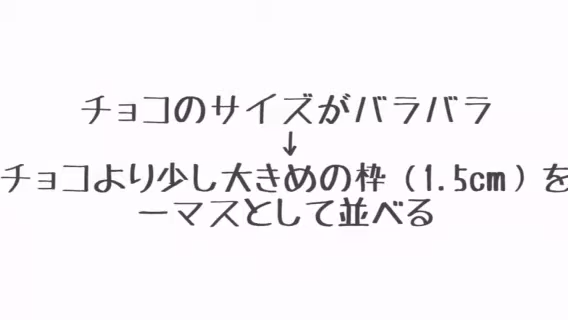 チョコのサイズがバラバラ
↓
チョコより少し大きめの枠（1.5cm）を
一マスとして並べる